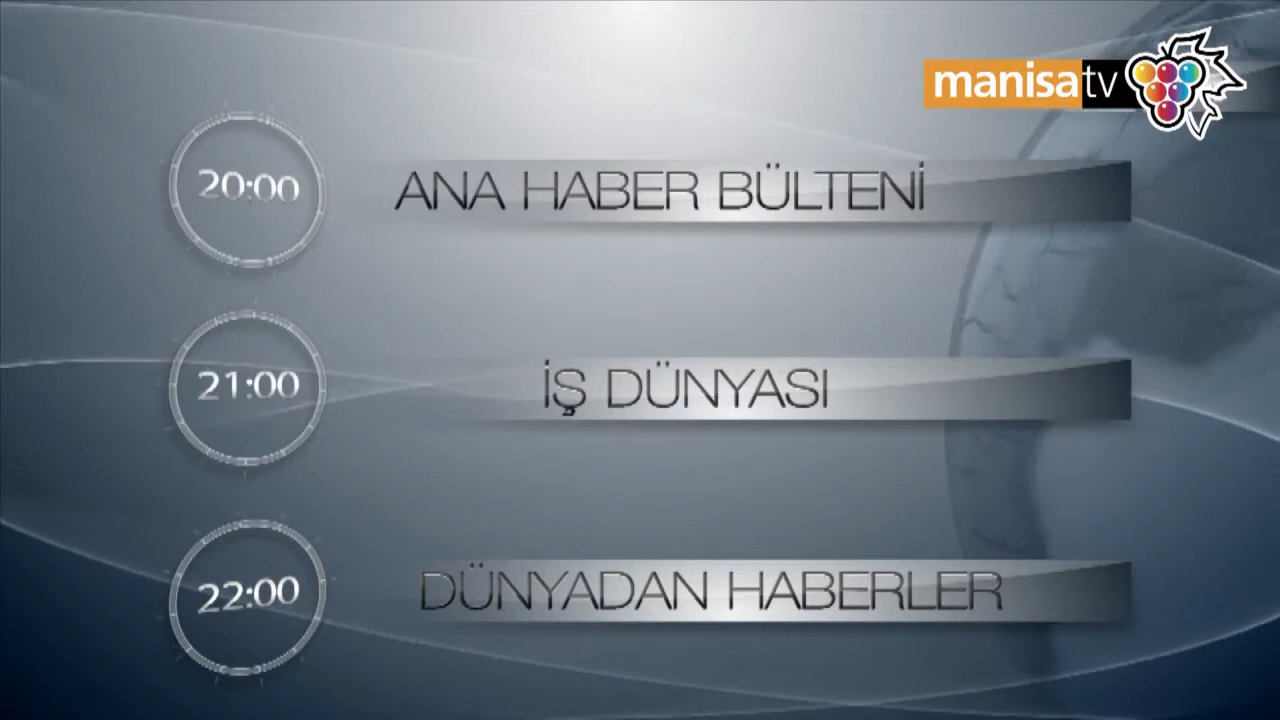 manisatv
20:00 ANA HABER BÜLTENİ
21:00 İŞ DÜNYASI
22:00 DÜNYADAN HABERLER